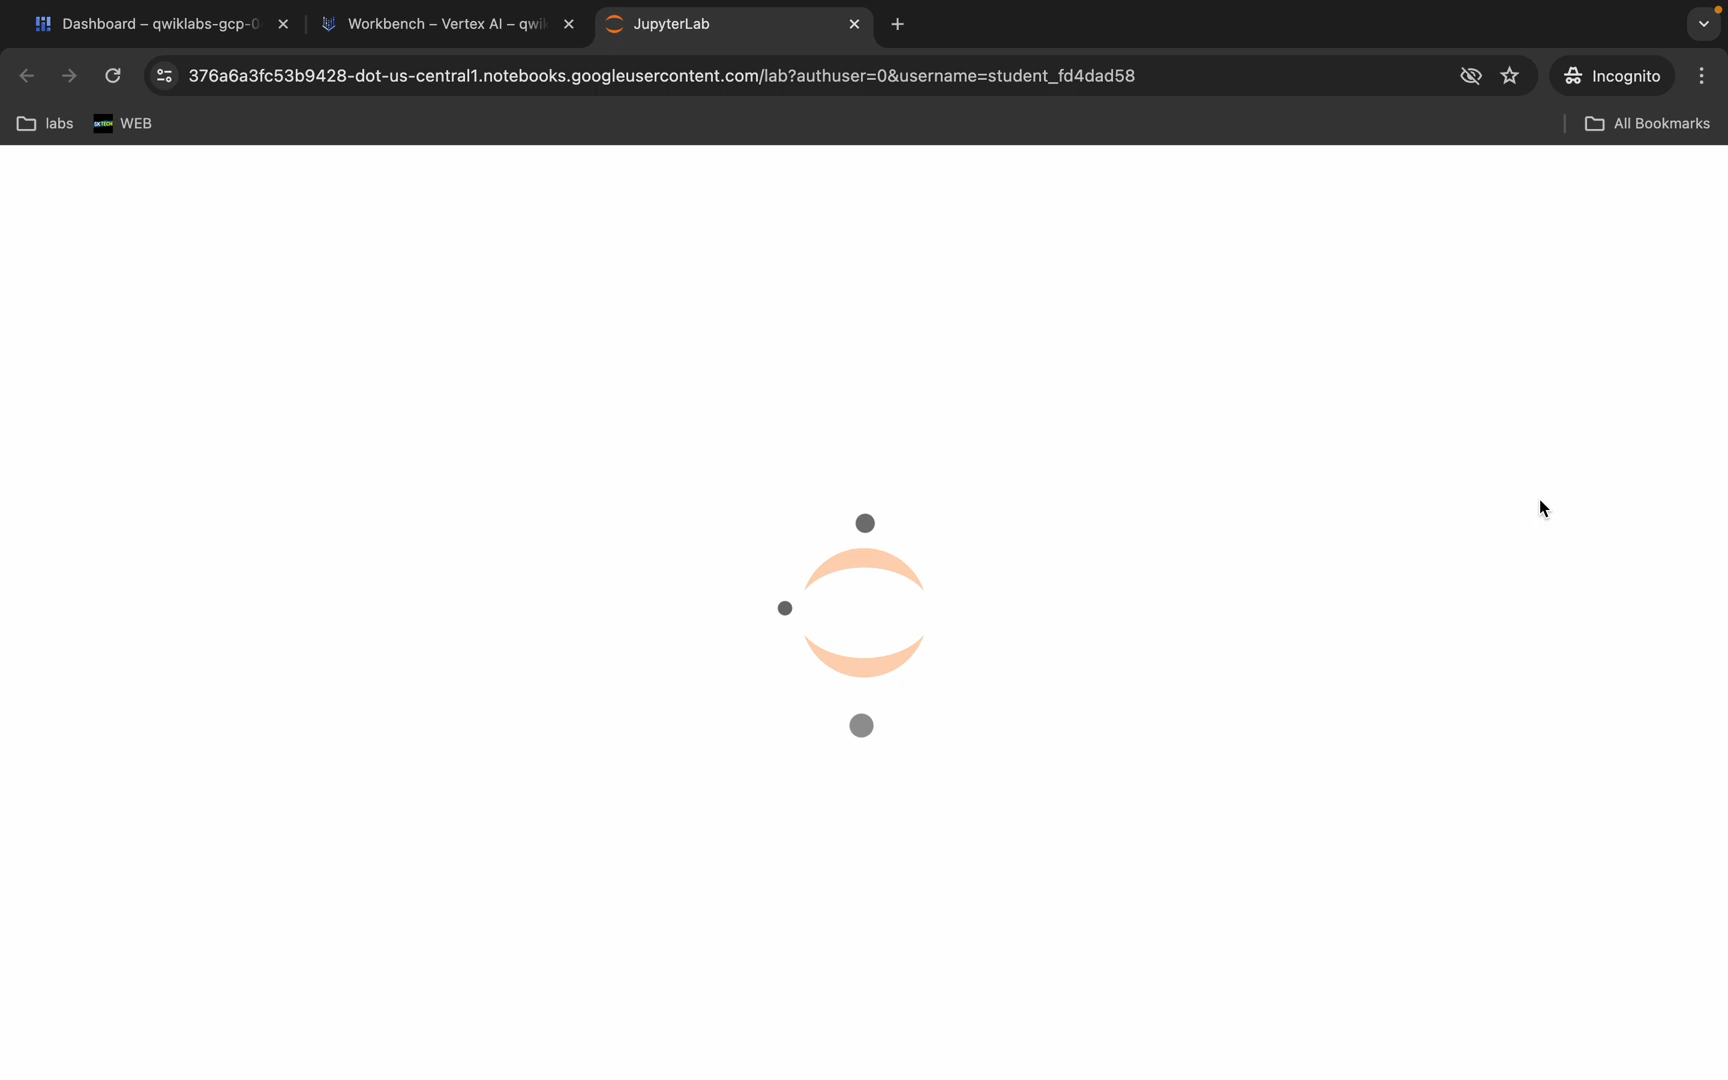 Dashboard – qwiklabs-gcp-0
Workbench – Vertex AI – qwik
JupyterLab
376a6a3fc53b9428-dot-us-central1.notebooks.googleusercontent.com/lab?authuser=0&username=student_fd4dad58
Incognito
labs
SKTECH
WEB
All Bookmarks